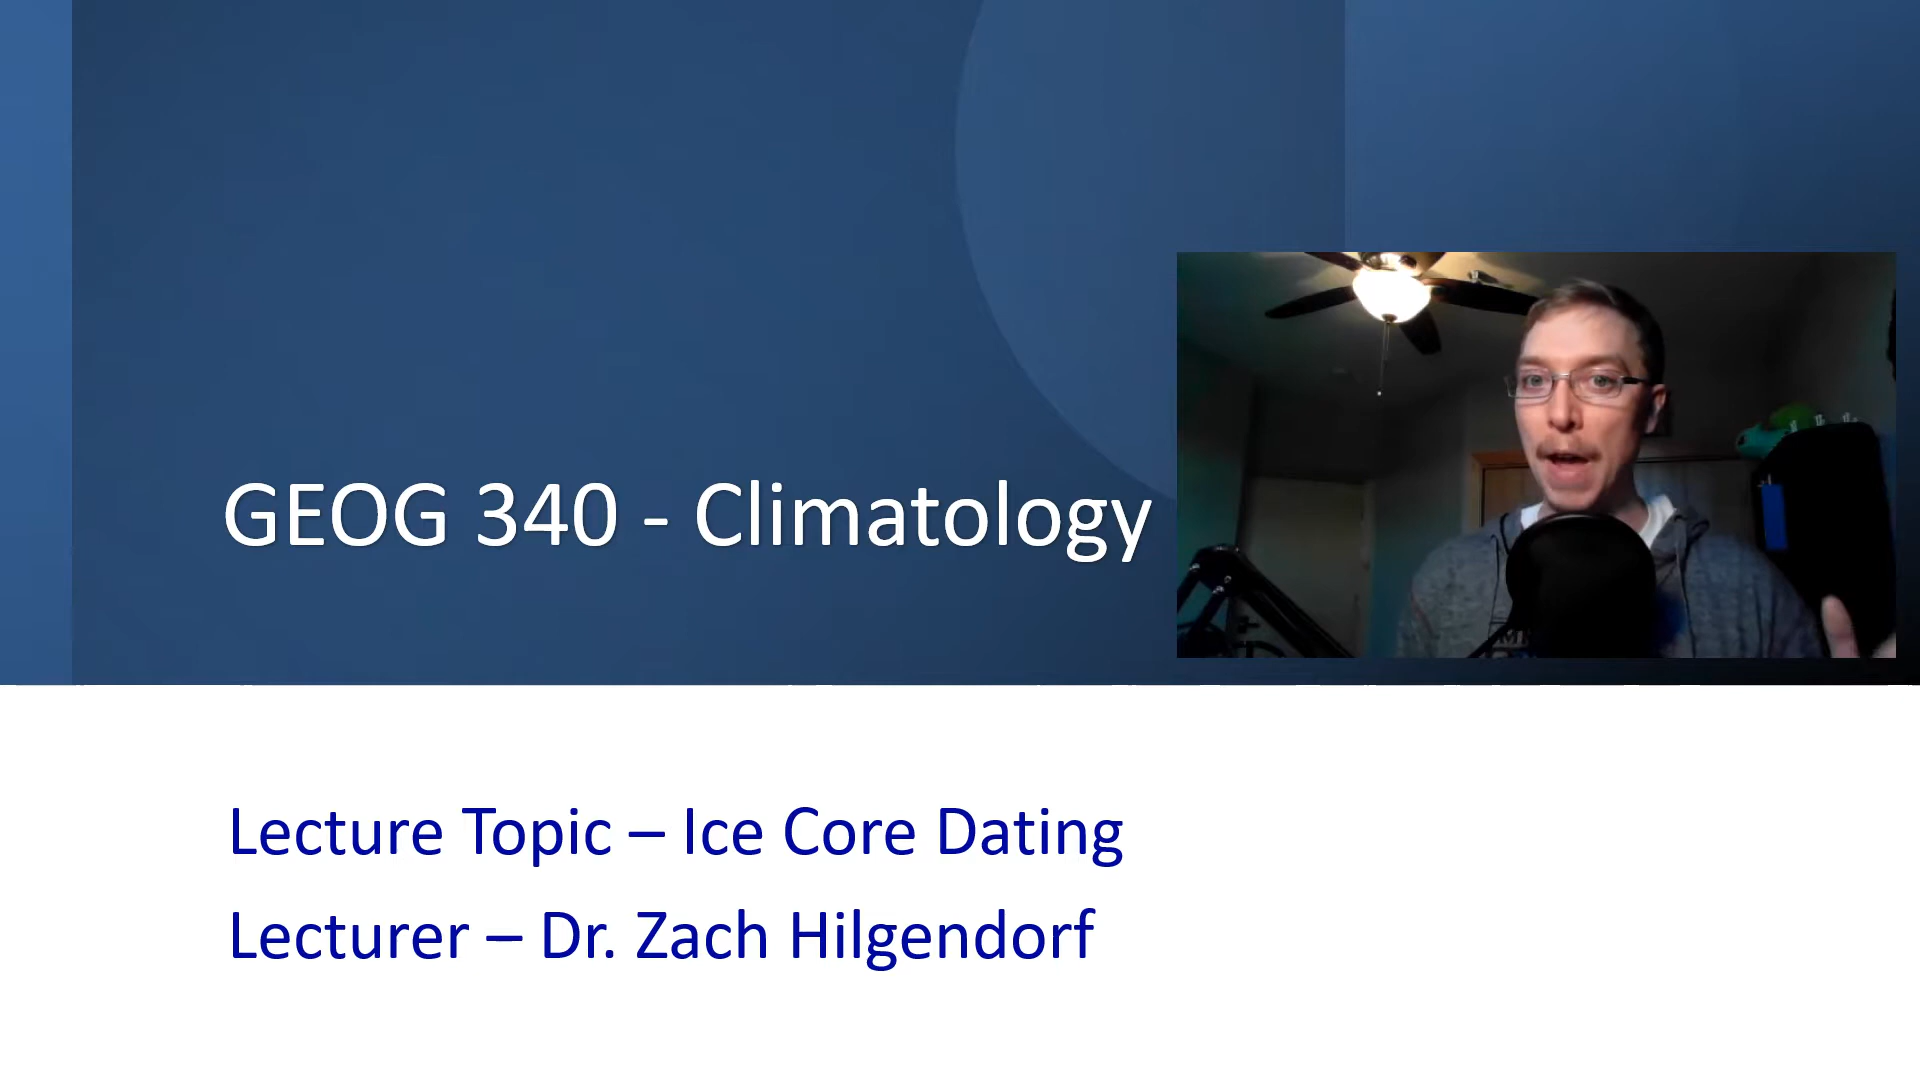 GEOG 340 - Climatology
Lecture Topic – Ice Core Dating
Lecturer – Dr. Zach Hilgendorf